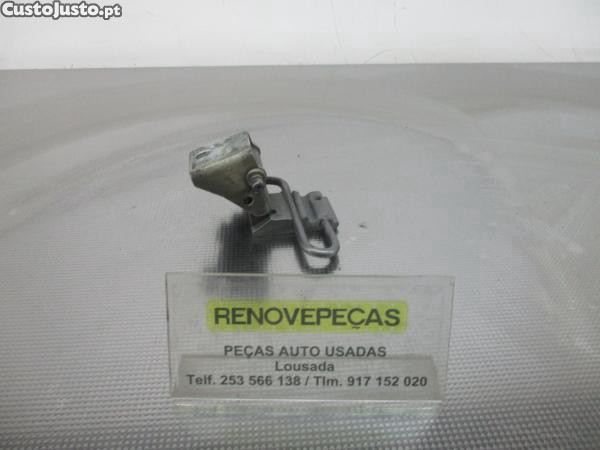 CustoJusto.pt
RENOVEPEÇAS
PEÇAS AUTO USADAS
Lousada
Telf. 253 566 138 / Tlm. 917 152 020